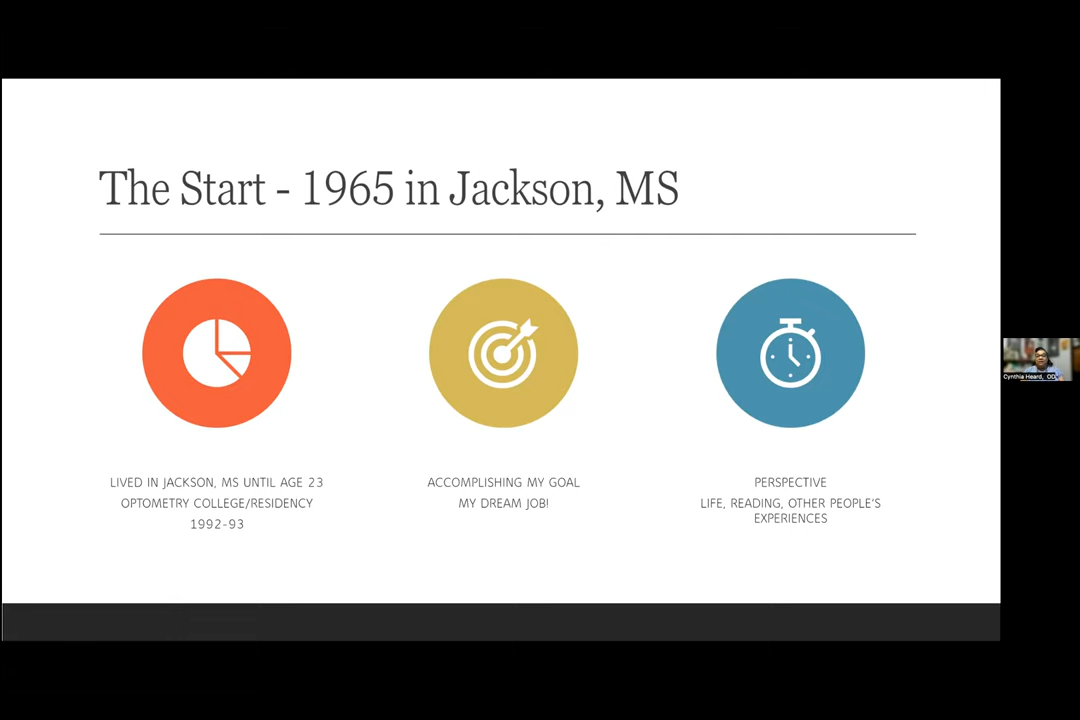 The Start - 1965 in Jackson, MS
LIVED IN JACKSON, MS UNTIL AGE 23
OPTOMETRY COLLEGE/RESIDENCY
1992-93
ACCOMPLISHING MY GOAL
MY DREAM JOB!
PERSPECTIVE
LIFE, READING, OTHER PEOPLE'S
EXPERIENCES
Cynthia Heard, OD